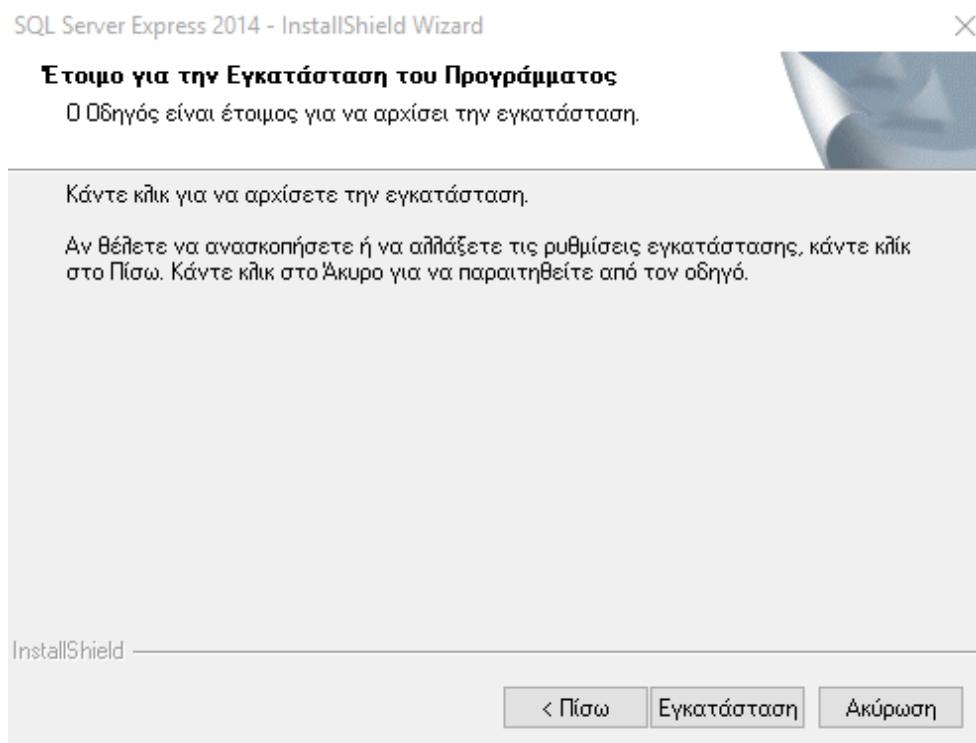 SQL Server Express 2014 - InstallShield Wizard
Έτοιμο για την Εγκατάσταση του Προγράμματος
Ο Οδηγός είναι έτοιμος για να αρχίσει την εγκατάσταση.
Κάντε κλικ για να αρχίσετε την εγκατάσταση.
Αν θέλετε να ανασκοπήσετε ή να αλλάξετε τις ρυθμίσεις εγκατάστασης, κάντε κλίκ
στο Πίσω. Κάντε κλικ στο Άκυρο για να παραιτηθείτε από τον οδηγό.
InstallShield
< Πίσω Εγκατάσταση Ακύρωση